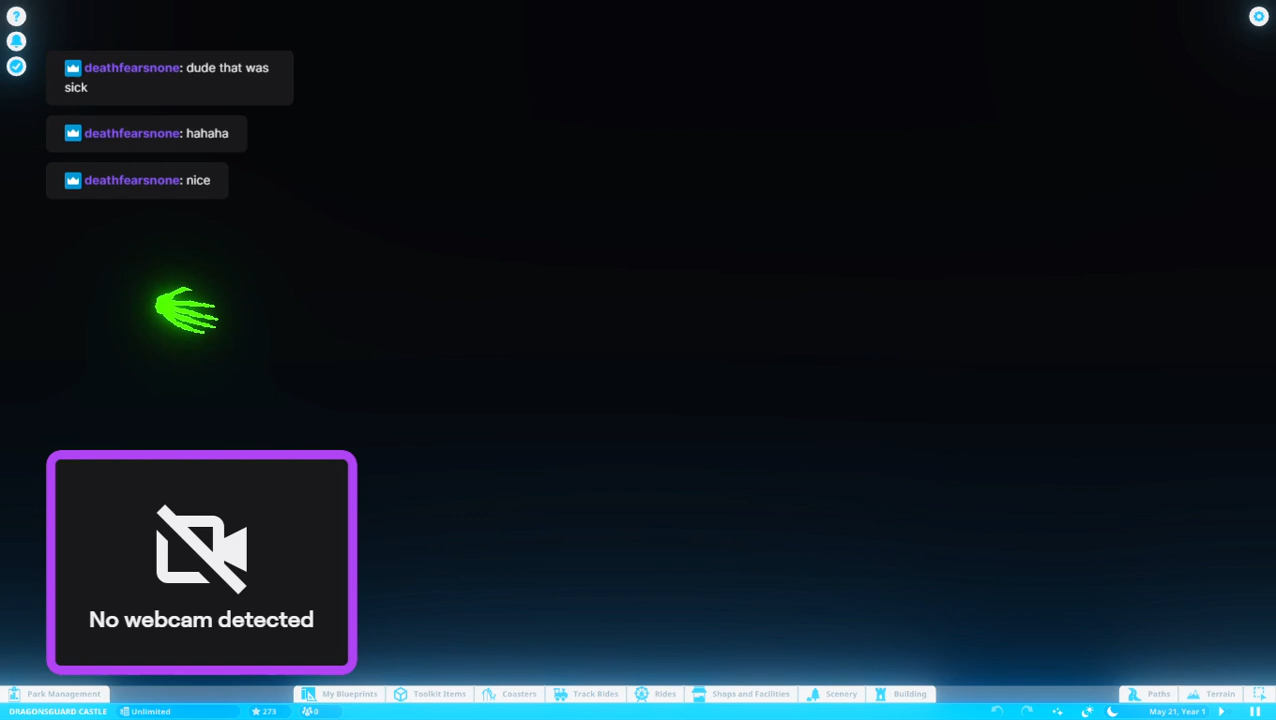 ?
deathfearsnone: dude that was
sick
deathfearsnone: hahaha
deathfearsnone: nice
No webcam detected
Park Management
My Blueprints
Toolkit Items
Coasters
Track Rides
Rides
Shops and Facilities
Scenery
Building
Paths
Terrain
DRAGONSGUARD CASTLE
Unlimited
273
0
May 21, Year 1